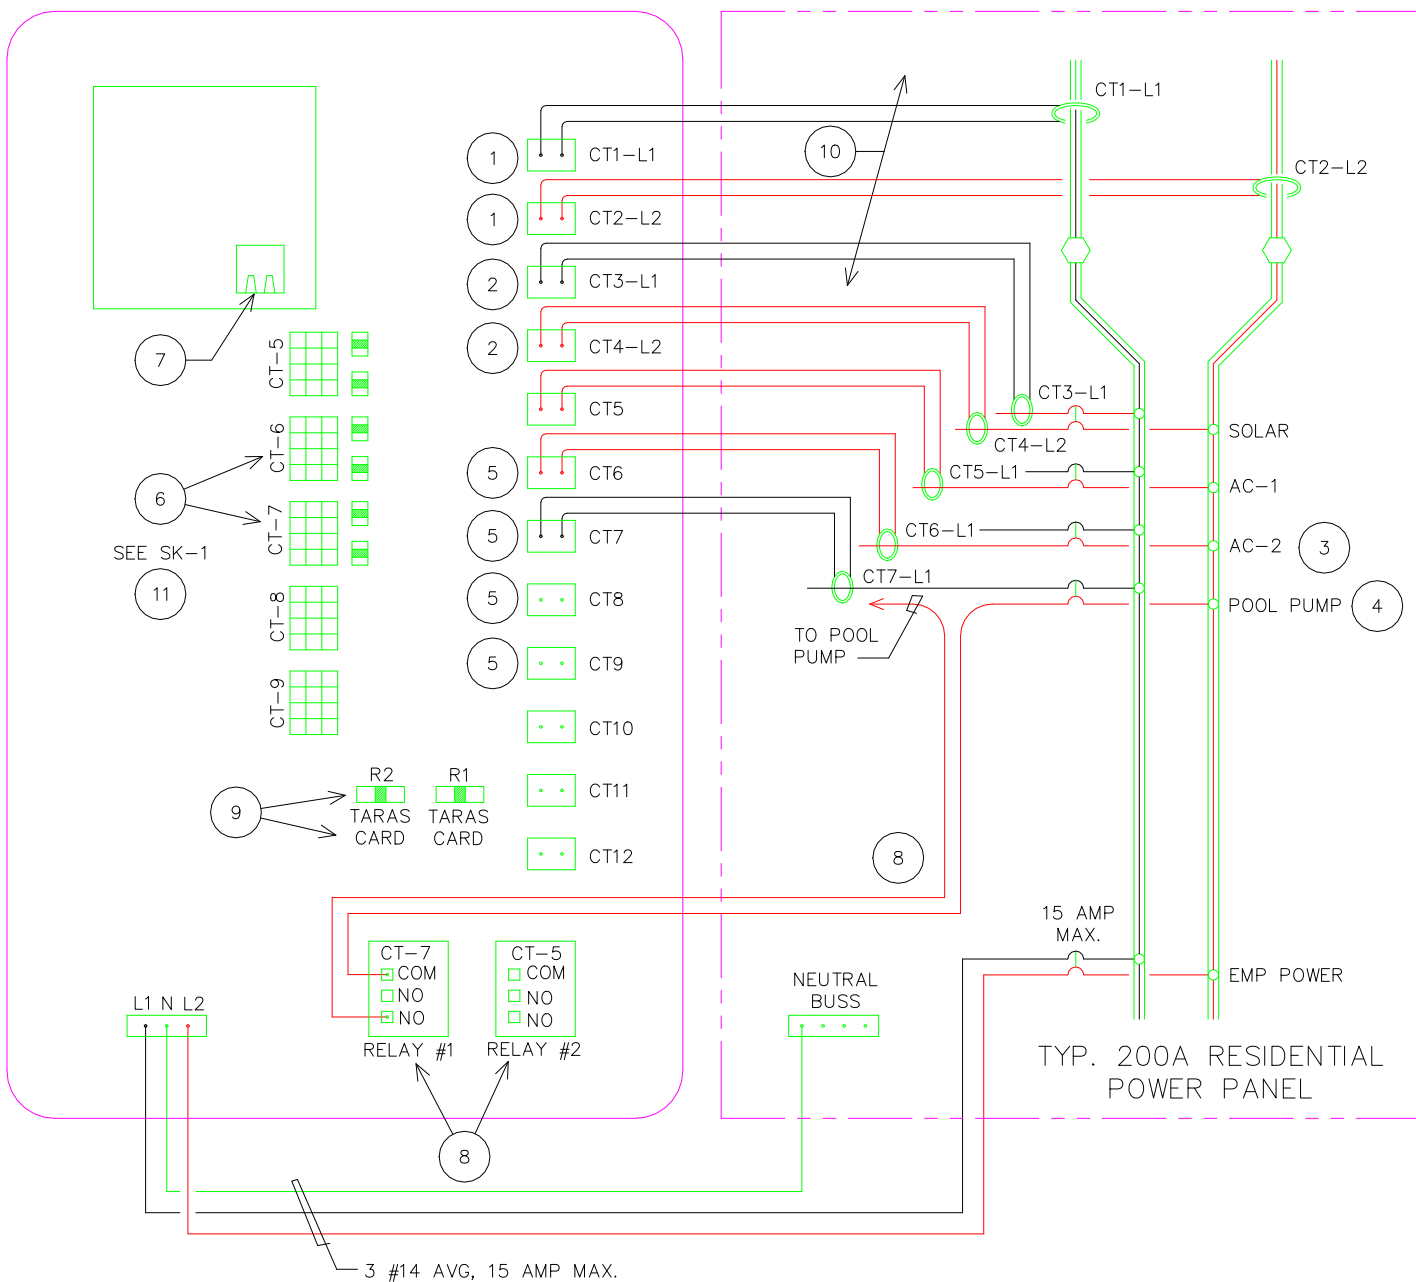 CT1-L1
10
1
CT1-L1
CT2-L2
1
CT2-L2
2
CT3-L1
7
CT-5
2
CT4-L2
CT5
CT3-L1
SOLAR
CT4-L2
CT-6
5
CT6
CT5-L1
AC-1
6
CT-7
5
CT7
CT6-L1
AC-2
3
SEE SK-1
11
CT7-L1
CT-8
5
CT8
POOL PUMP
4
TO POOL
PUMP
5
CT9
CT-9
CT10
R2
R1
9
TARAS
CARD
TARAS
CARD
CT11
CT12
8
15 AMP
MAX.
CT-7
COM
NO
NO
RELAY #1
CT-5
COM
NO
NO
RELAY #2
NEUTRAL
BUSS
EMP POWER
L1 N L2
TYP. 200A RESIDENTIAL
POWER PANEL
8
3 #14 AVG, 15 AMP MAX.